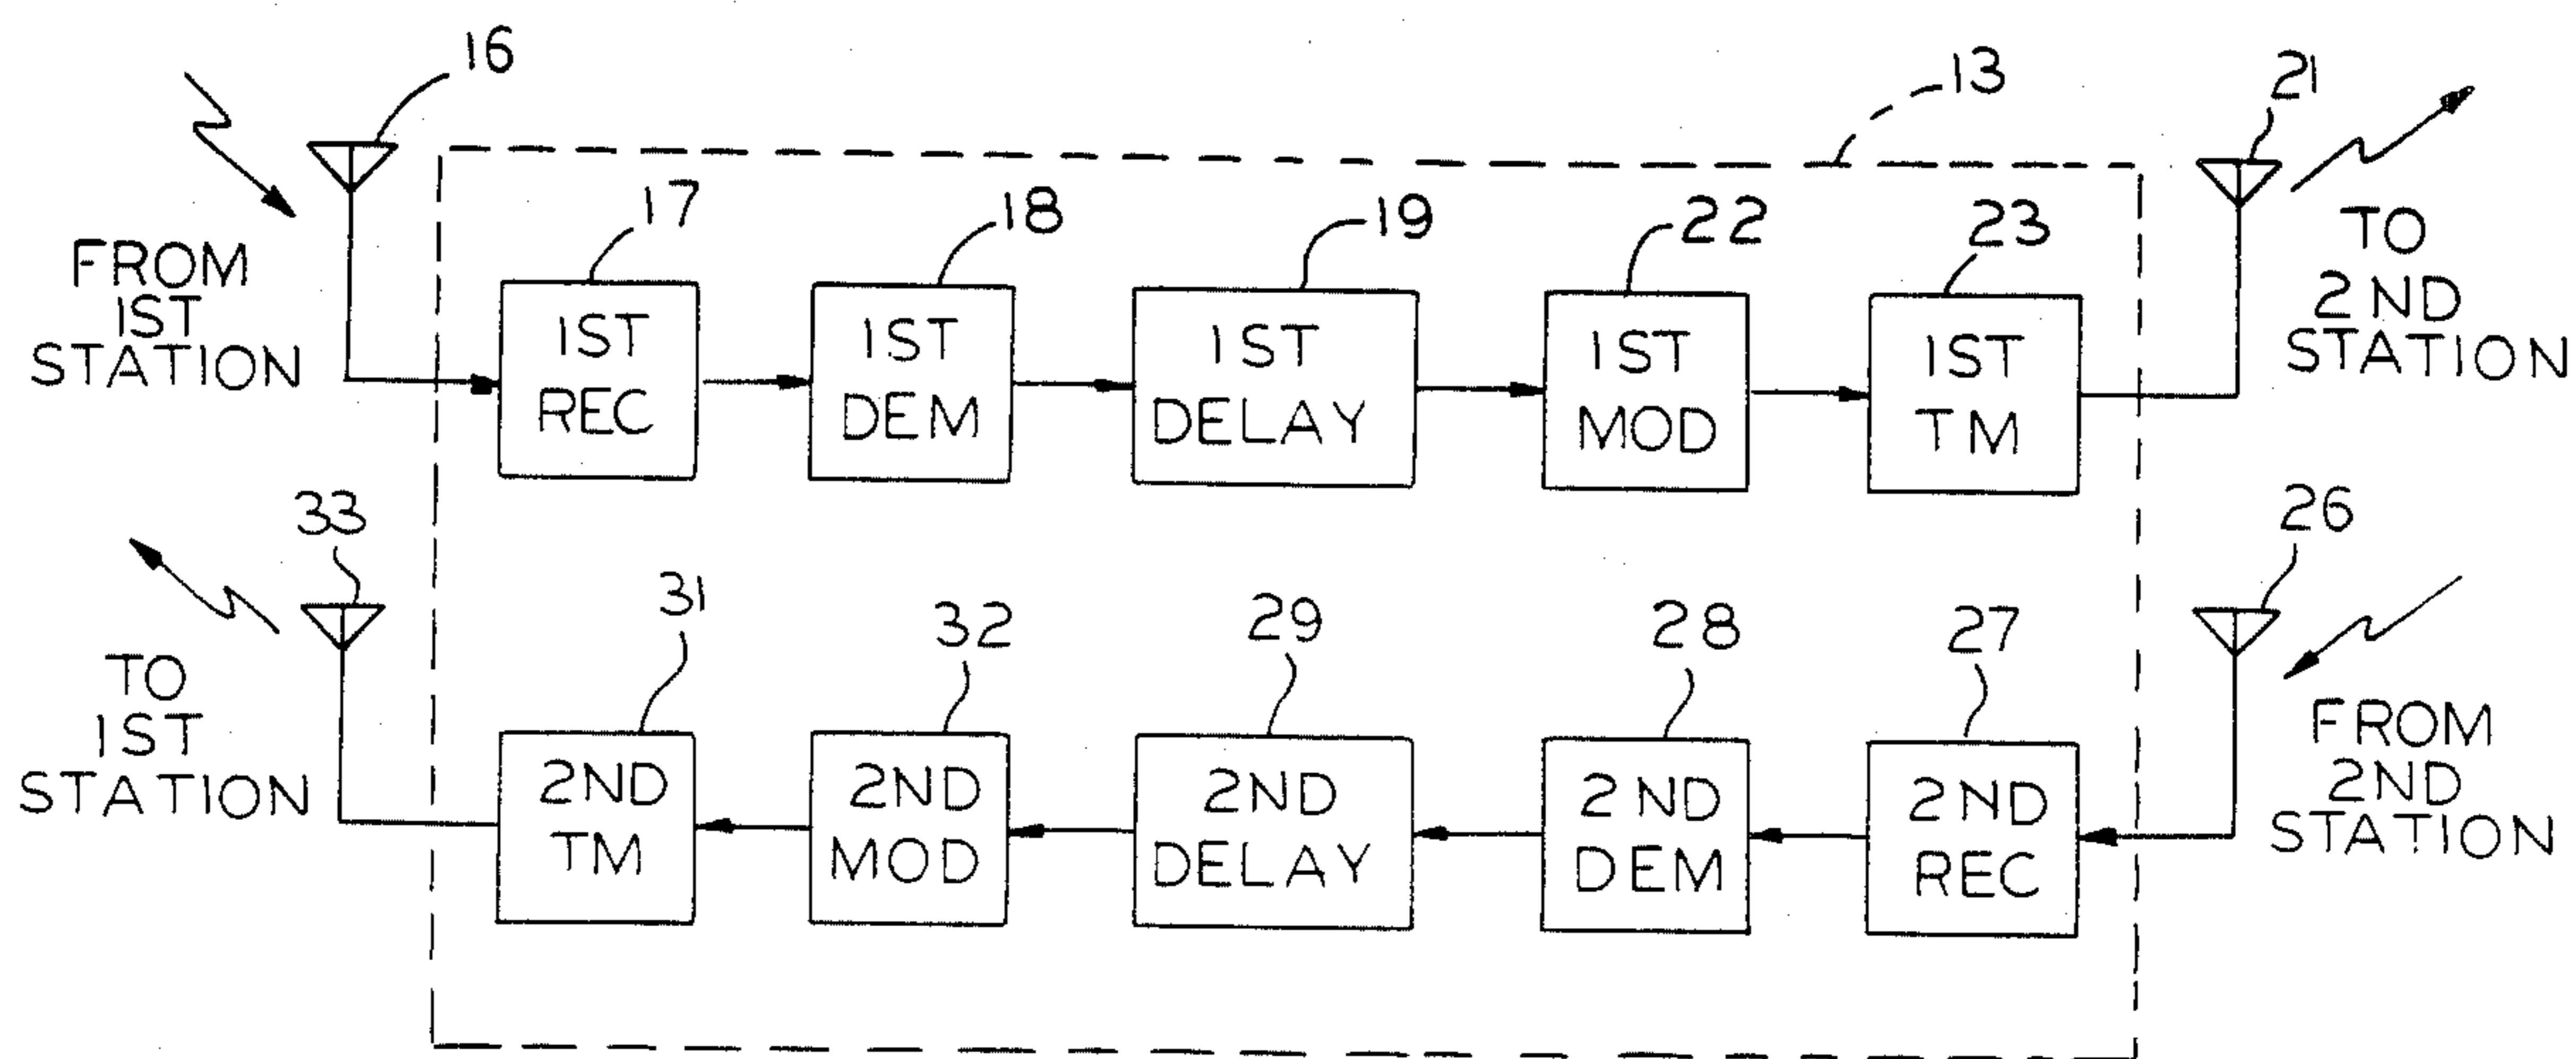 16
13
21
17
18
19
22
23
FROM
1ST
STATION
1ST
REC
1ST
DEM
1ST
DELAY
1ST
MOD
1ST
TM
TO
2ND
STATION
33
26
31
32
29
28
27
TO
1ST
STATION
2ND
TM
2ND
MOD
2ND
DELAY
2ND
DEM
2ND
REC
FROM
2ND
STATION